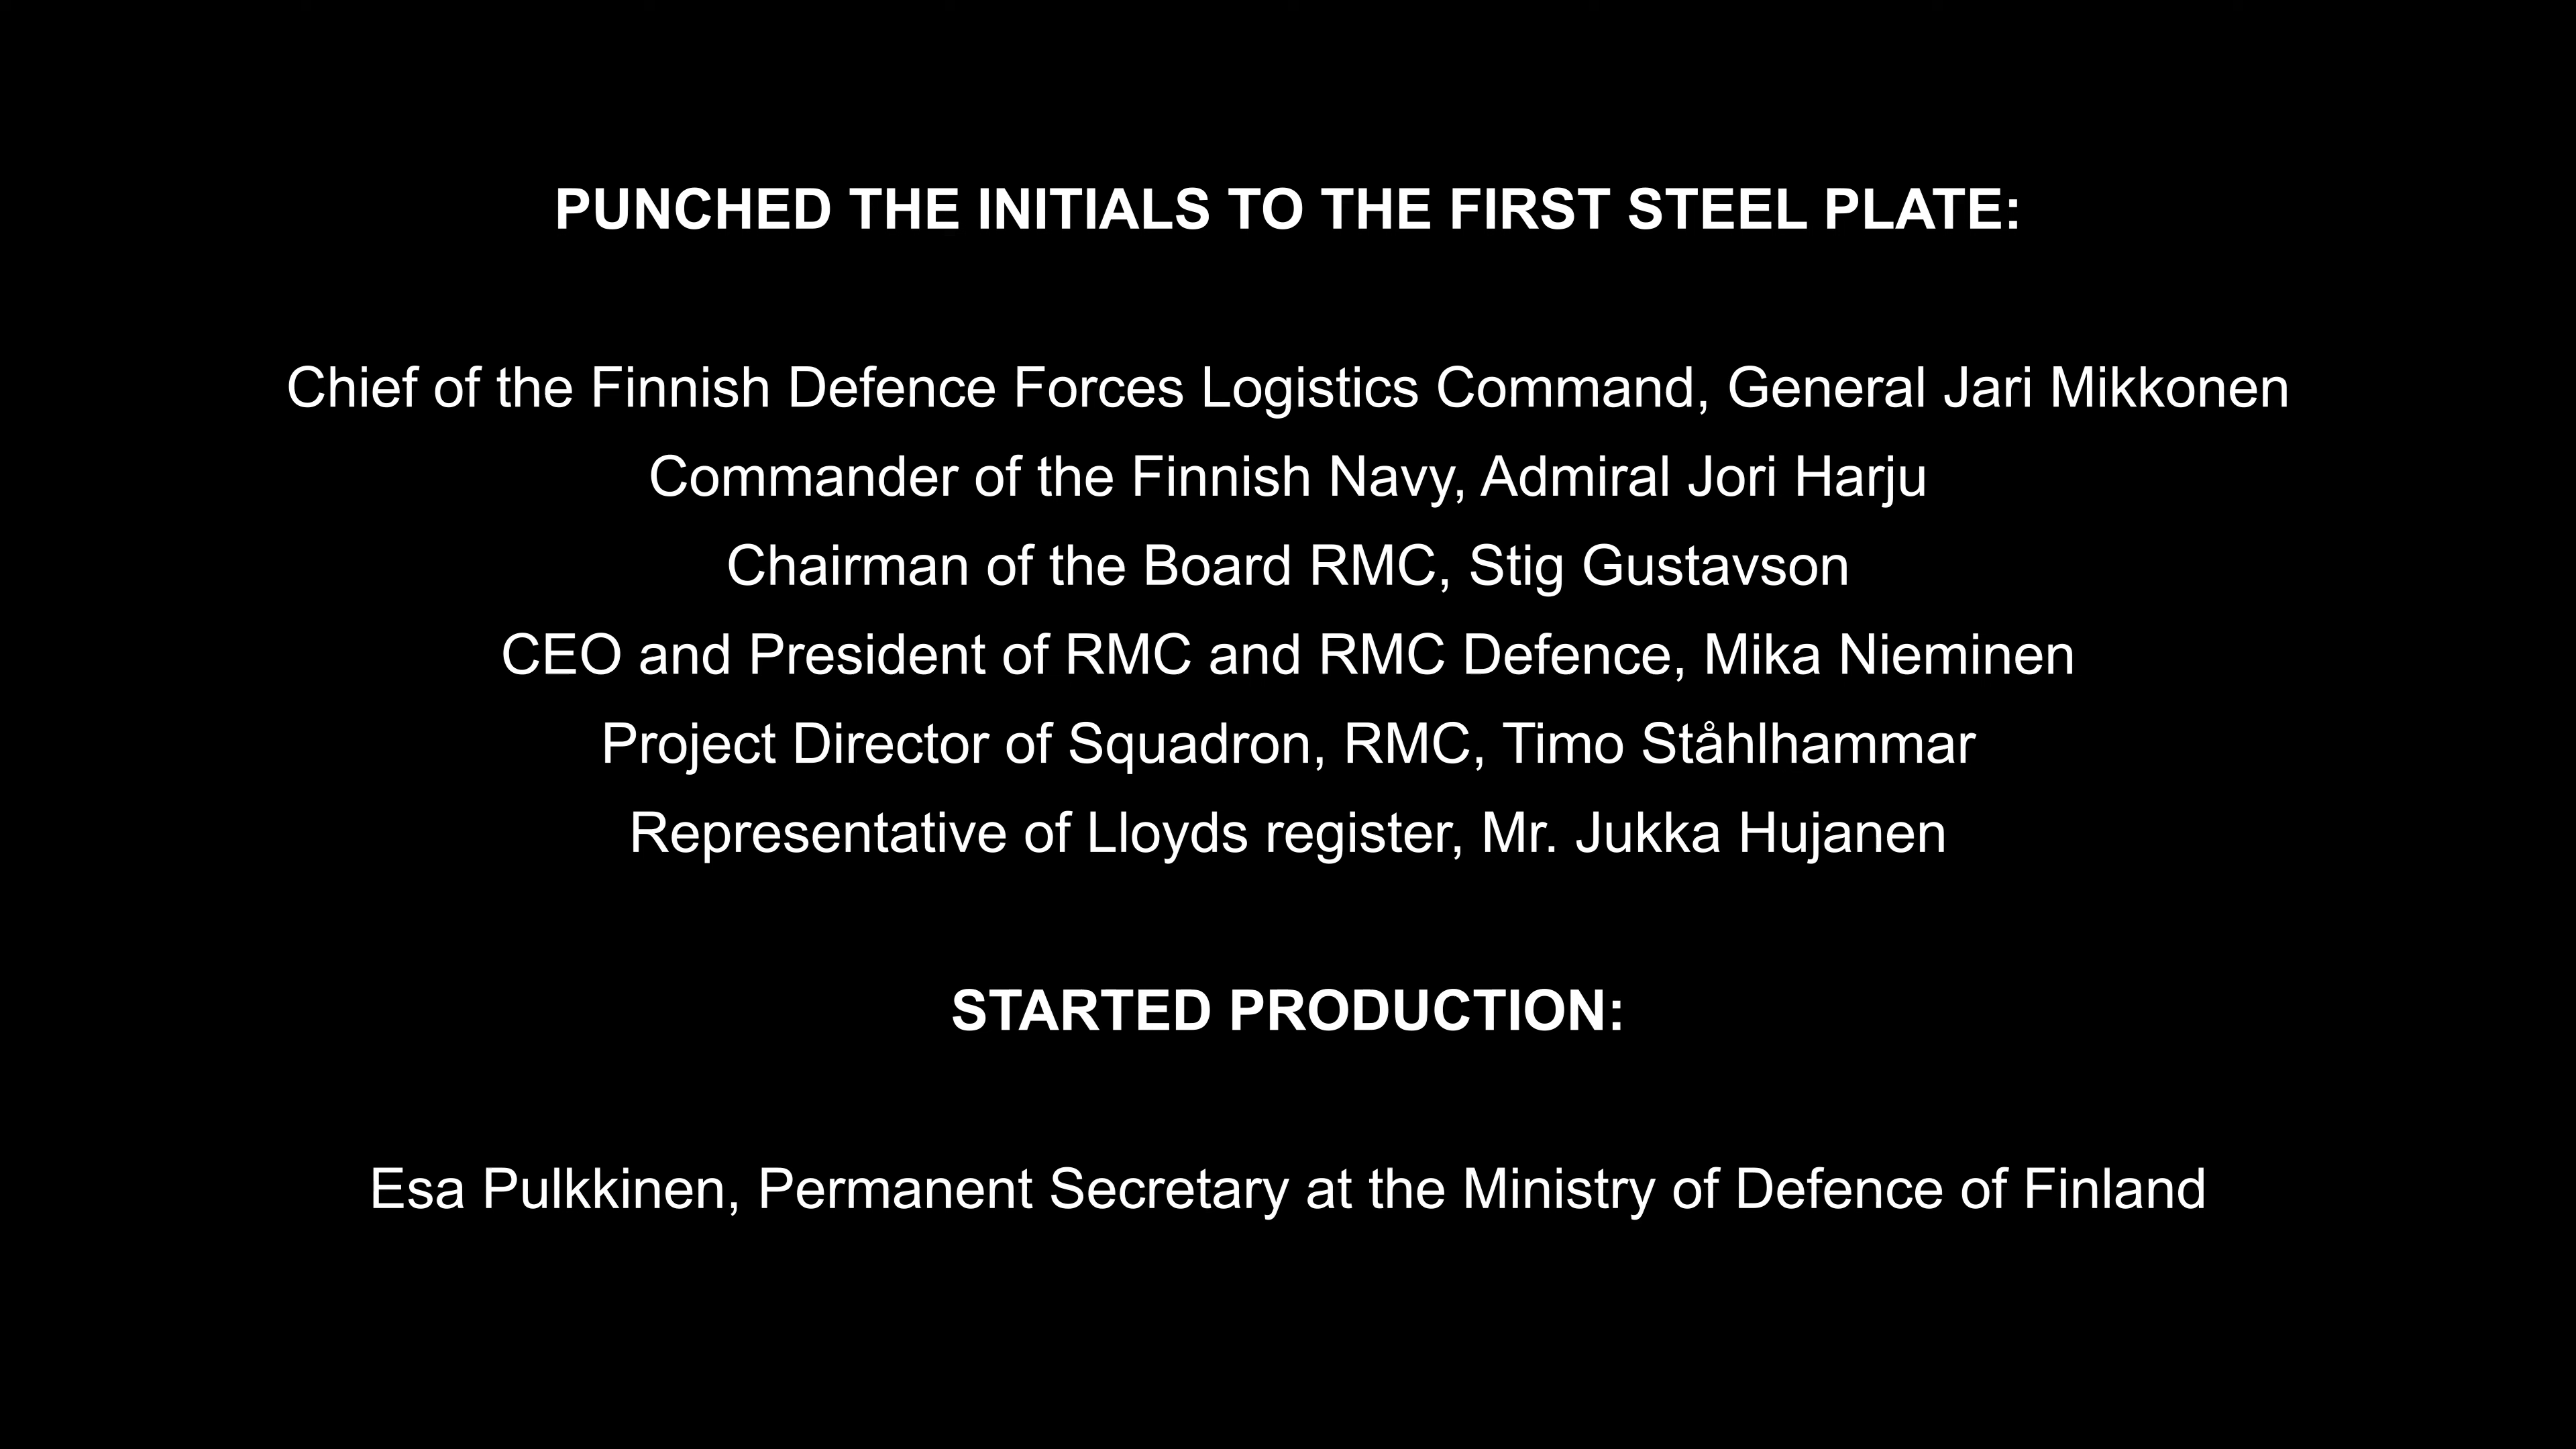 PUNCHED THE INITIALS TO THE FIRST STEEL PLATE:
Chief of the Finnish Defence Forces Logistics Command, General Jari Mikkonen
Commander of the Finnish Navy, Admiral Jori Harju
Chairman of the Board RMC, Stig Gustavson
CEO and President of RMC and RMC Defence, Mika Nieminen
Project Director of Squadron, RMC, Timo Ståhlhammar
Representative of Lloyds register, Mr. Jukka Hujanen
STARTED PRODUCTION:
Esa Pulkkinen, Permanent Secretary at the Ministry of Defence of Finland